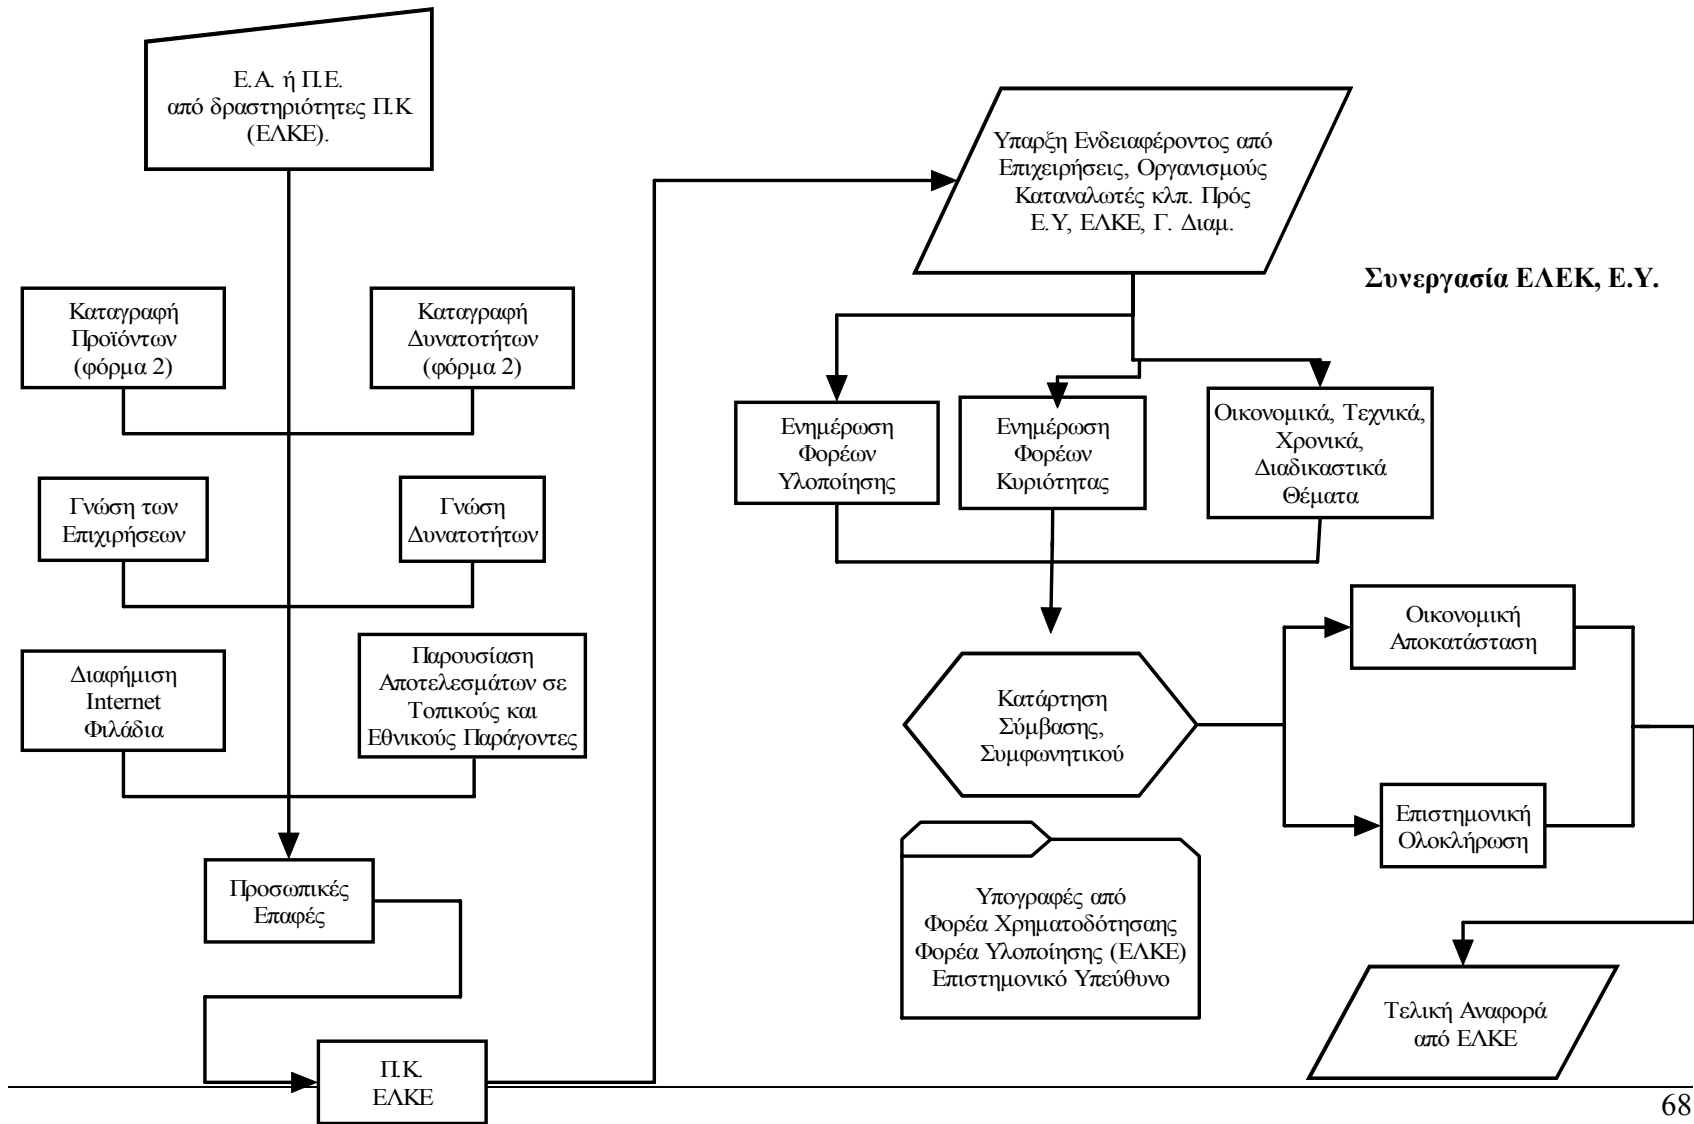 Ε.Α. ή Π.Ε.
από δραστηριότητες Π.Κ
(ΕΛΚΕ).
Καταγραφή
Προϊόντων
(φόρμα 2)
Καταγραφή
Δυνατοτήτων
(φόρμα 2)
Γνώση των
Επιχιρήσεων
Γνώση
Δυνατοτήτων
Διαφήμιση
Internet
Φιλάδια
Παρουσίαση
Αποτελεσμάτων σε
Τοπικούς και
Εθνικούς Παράγοντες
Προσωπικές
Επαφές
Π.Κ.
ΕΛΚΕ
Υπαρξη Ενδειαφέροντος από
Επιχειρήσεις, Οργανισμούς
Καταναλωτές κλπ. Πρός
Ε.Υ, ΕΛΚΕ, Γ. Διαμ.
Συνεργασία ΕΛΕΚ, Ε.Υ.
Ενημέρωση
Φορέων
Υλοποίησης
Ενημέρωση
Φορέων
Κυριότητας
Οικονομικά, Τεχνικά,
Χρονικά,
Διαδικαστικά
Θέματα
Κατάρτηση
Σύμβασης,
Συμφωνητικού
Οικονομική
Αποκατάσταση
Επιστημονική
Ολοκλήρωση
Υπογραφές από
Φορέα Χρηματοδότησαης
Φορέα Υλοποίησης (ΕΛΚΕ)
Επιστημονικό Υπεύθυνο
Τελική Αναφορά
από ΕΛΚΕ
68